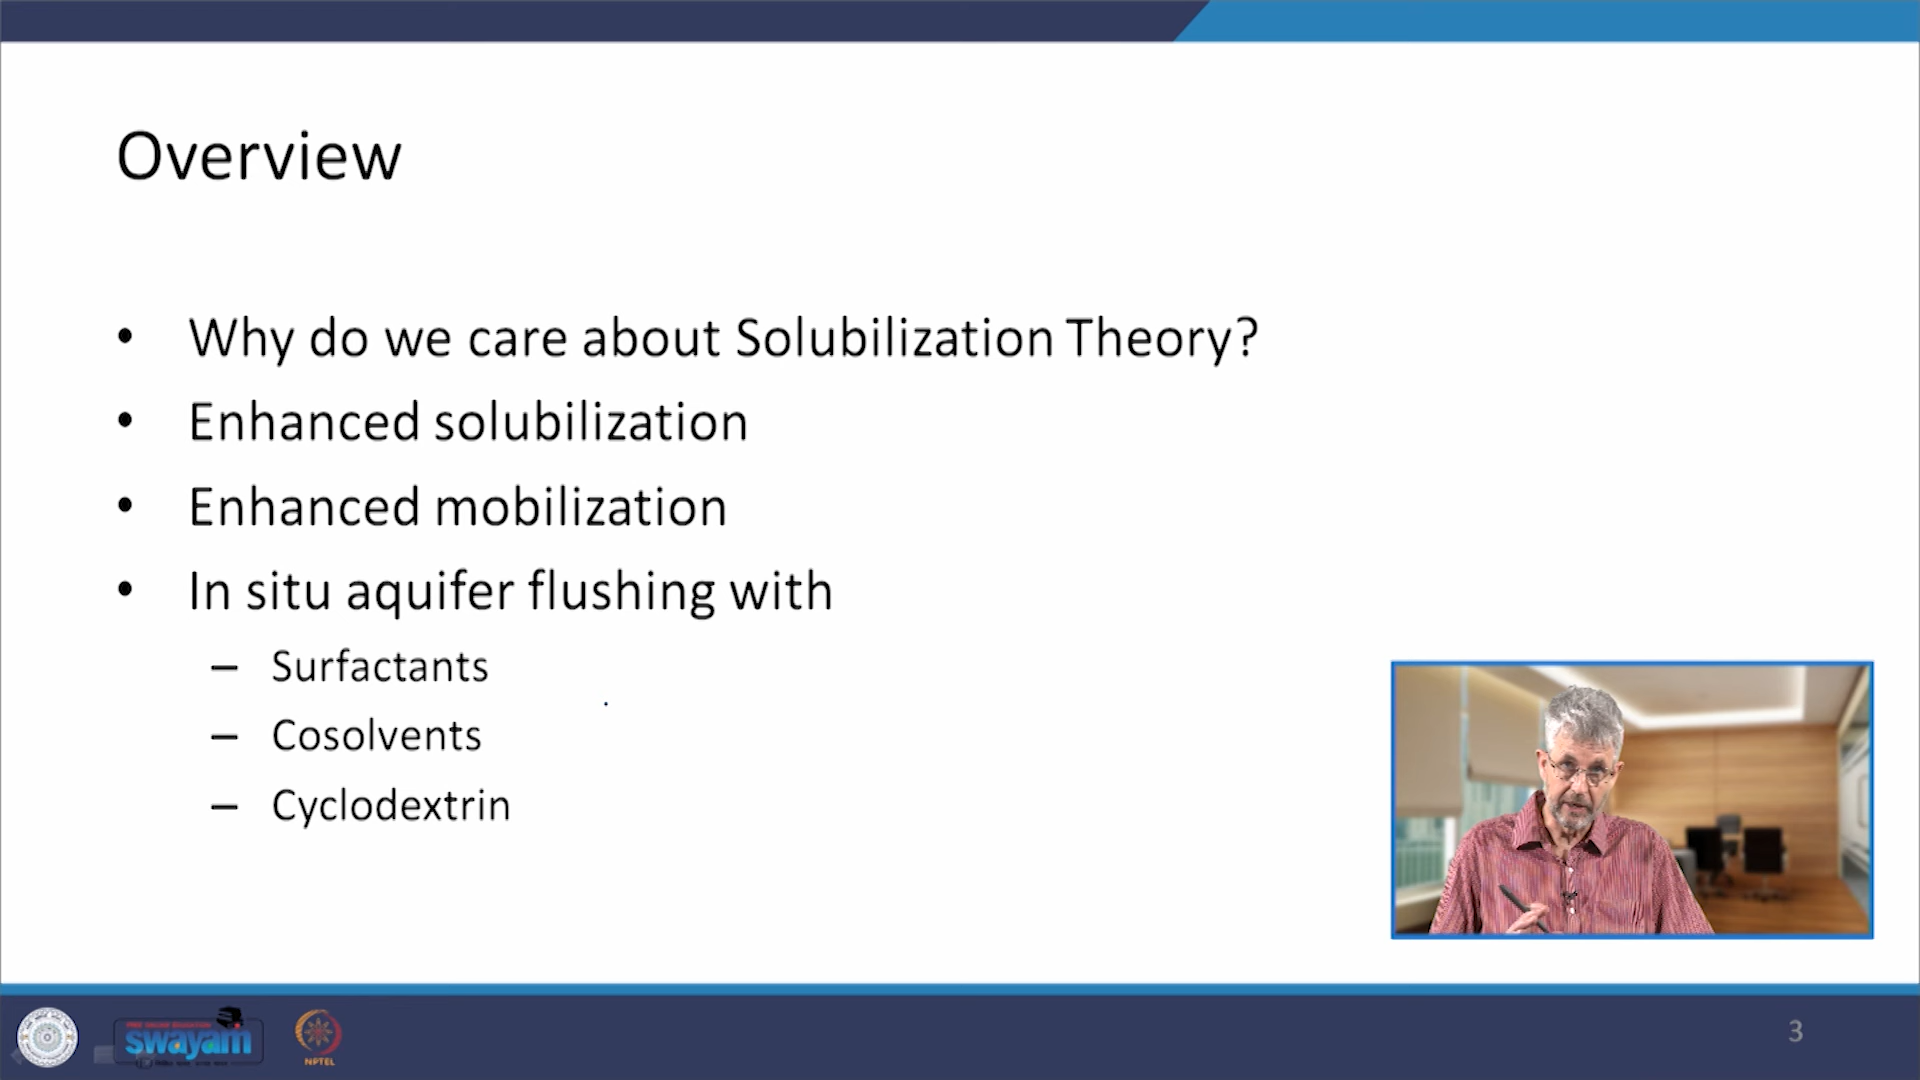 Overview
• Why do we care about Solubilization Theory?
• Enhanced solubilization
• Enhanced mobilization
• In situ aquifer flushing with
– Surfactants
– Cosolvents
– Cyclodextrin
swayam
NPTEL
3